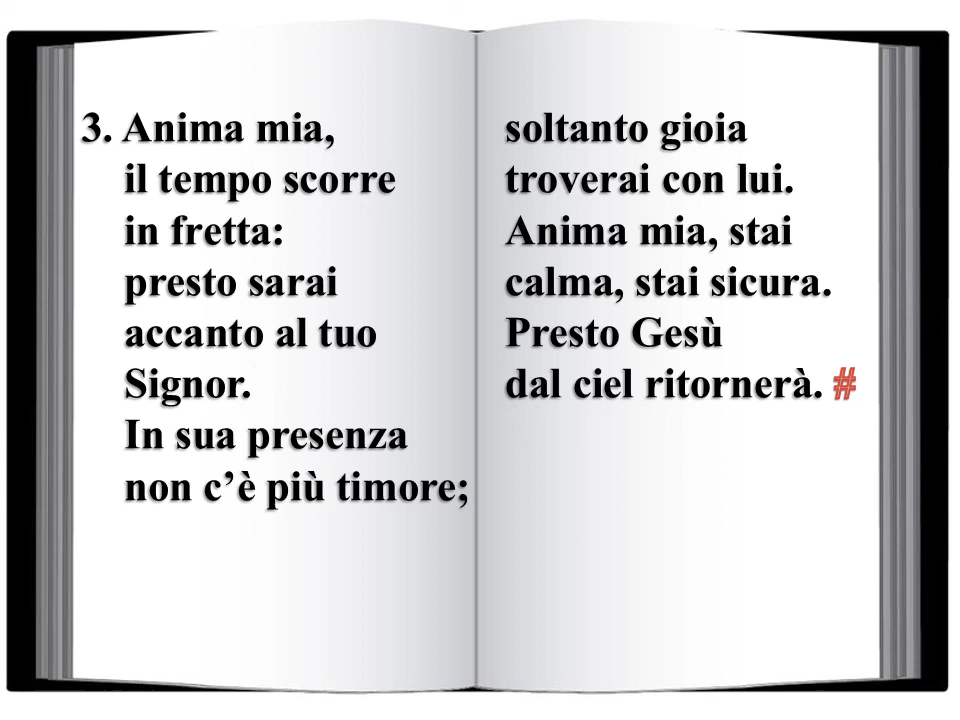 3. Anima mia,
il tempo scorre
in fretta:
presto sarai
accanto al tuo
Signor.
In sua presenza
non c’è più timore;
soltanto gioia
troverai con lui.
Anima mia, stai
calma, stai sicura.
Presto Gesù
dal ciel ritornerà. #